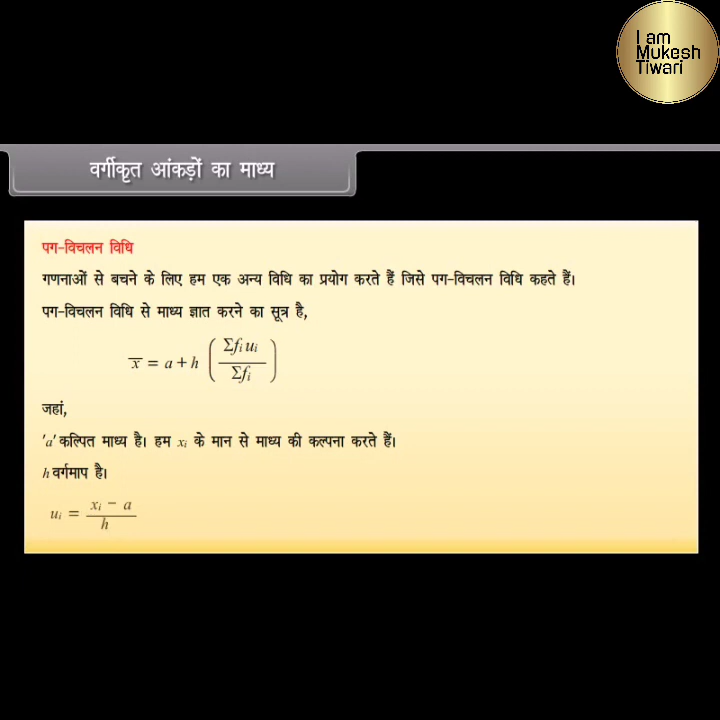 I am
Mukesh
Tiwari
वर्गीकृत आंकड़ों का माध्य
पग-विचलन विधि
गणनाओं से बचने के लिए हम एक अन्य विधि का प्रयोग करते हैं जिसे पग-विचलन विधि कहते हैं।
पग-विचलन विधि से माध्य ज्ञात करने का सूत्र है,
x̄ = a + h (Σfᵢuᵢ / Σfᵢ)
जहां,
'a' कल्पित माध्य है। हम xᵢ के मान से माध्य की कल्पना करते हैं।
h वर्गमाप है।
uᵢ = (xᵢ − a) / h